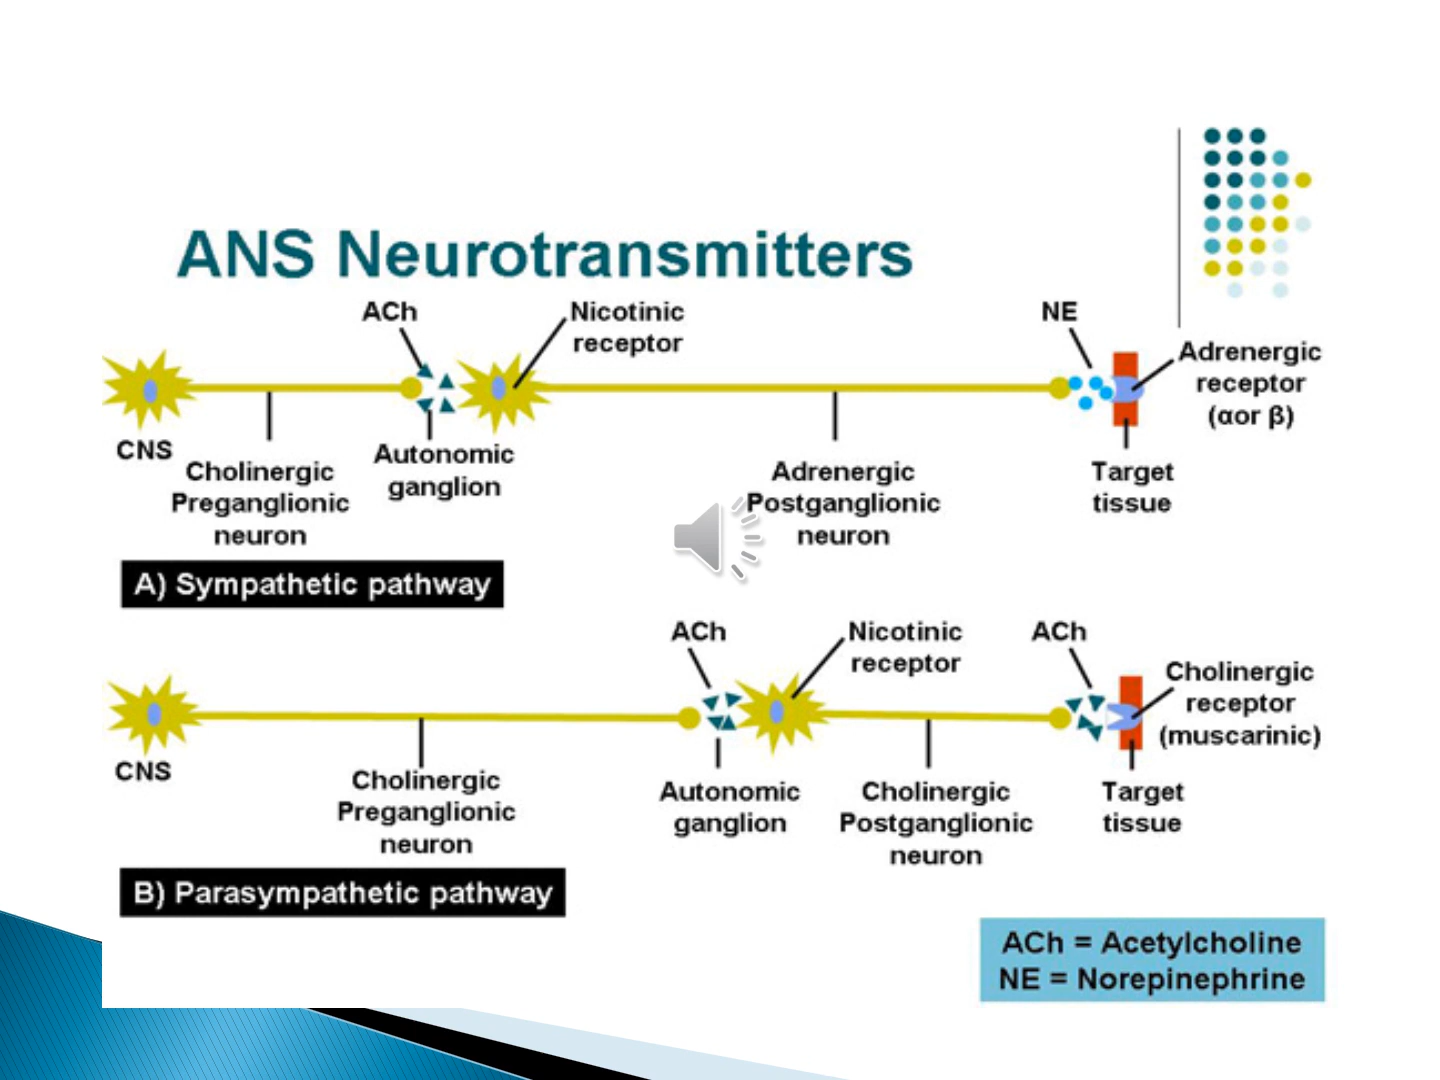 ANS Neurotransmitters
ACh
Nicotinic
receptor
NE
Adrenergic
receptor
(αor β)
CNS
Cholinergic
Preganglionic
neuron
Autonomic
ganglion
Adrenergic
Postganglionic
neuron
Target
tissue
A) Sympathetic pathway
ACh
Nicotinic
receptor
ACh
Cholinergic
receptor
(muscarinic)
CNS
Cholinergic
Preganglionic
neuron
Autonomic
ganglion
Cholinergic
Postganglionic
neuron
Target
tissue
B) Parasympathetic pathway
ACh = Acetylcholine
NE = Norepinephrine